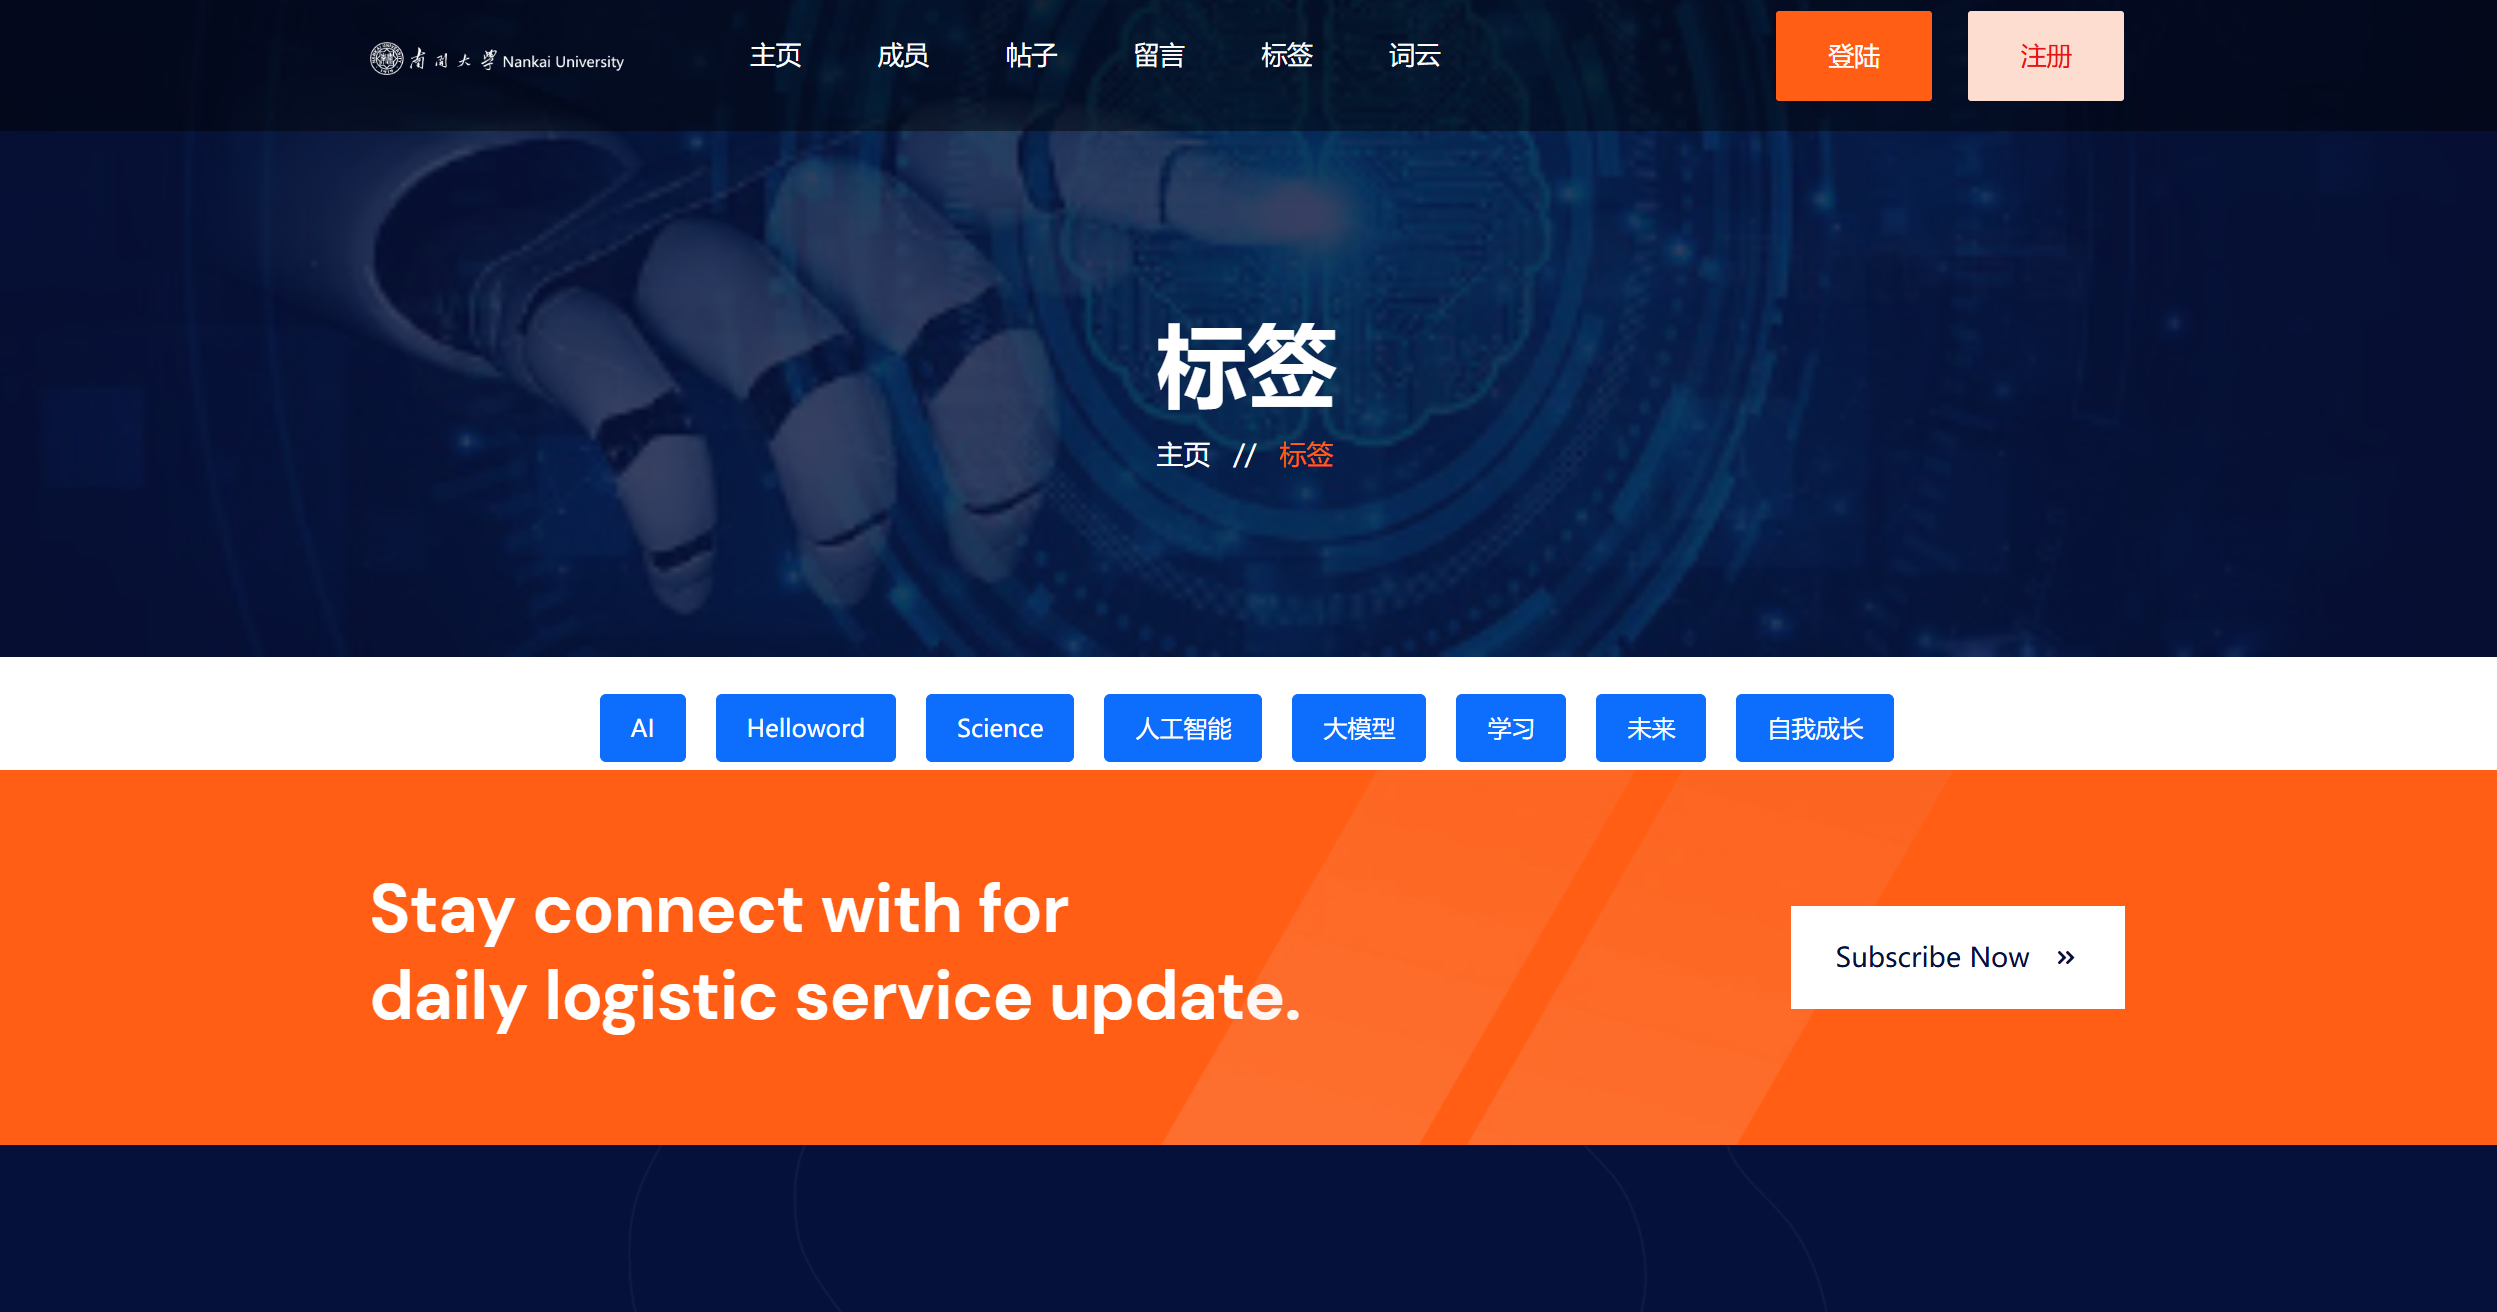 南開大學 Nankai University
主页 成员 帖子 留言 标签 词云
登陆 注册
标签
主页 // 标签
AI Helloword Science 人工智能 大模型 学习 未来 自我成长
Stay connect with for
daily logistic service update.
Subscribe Now »